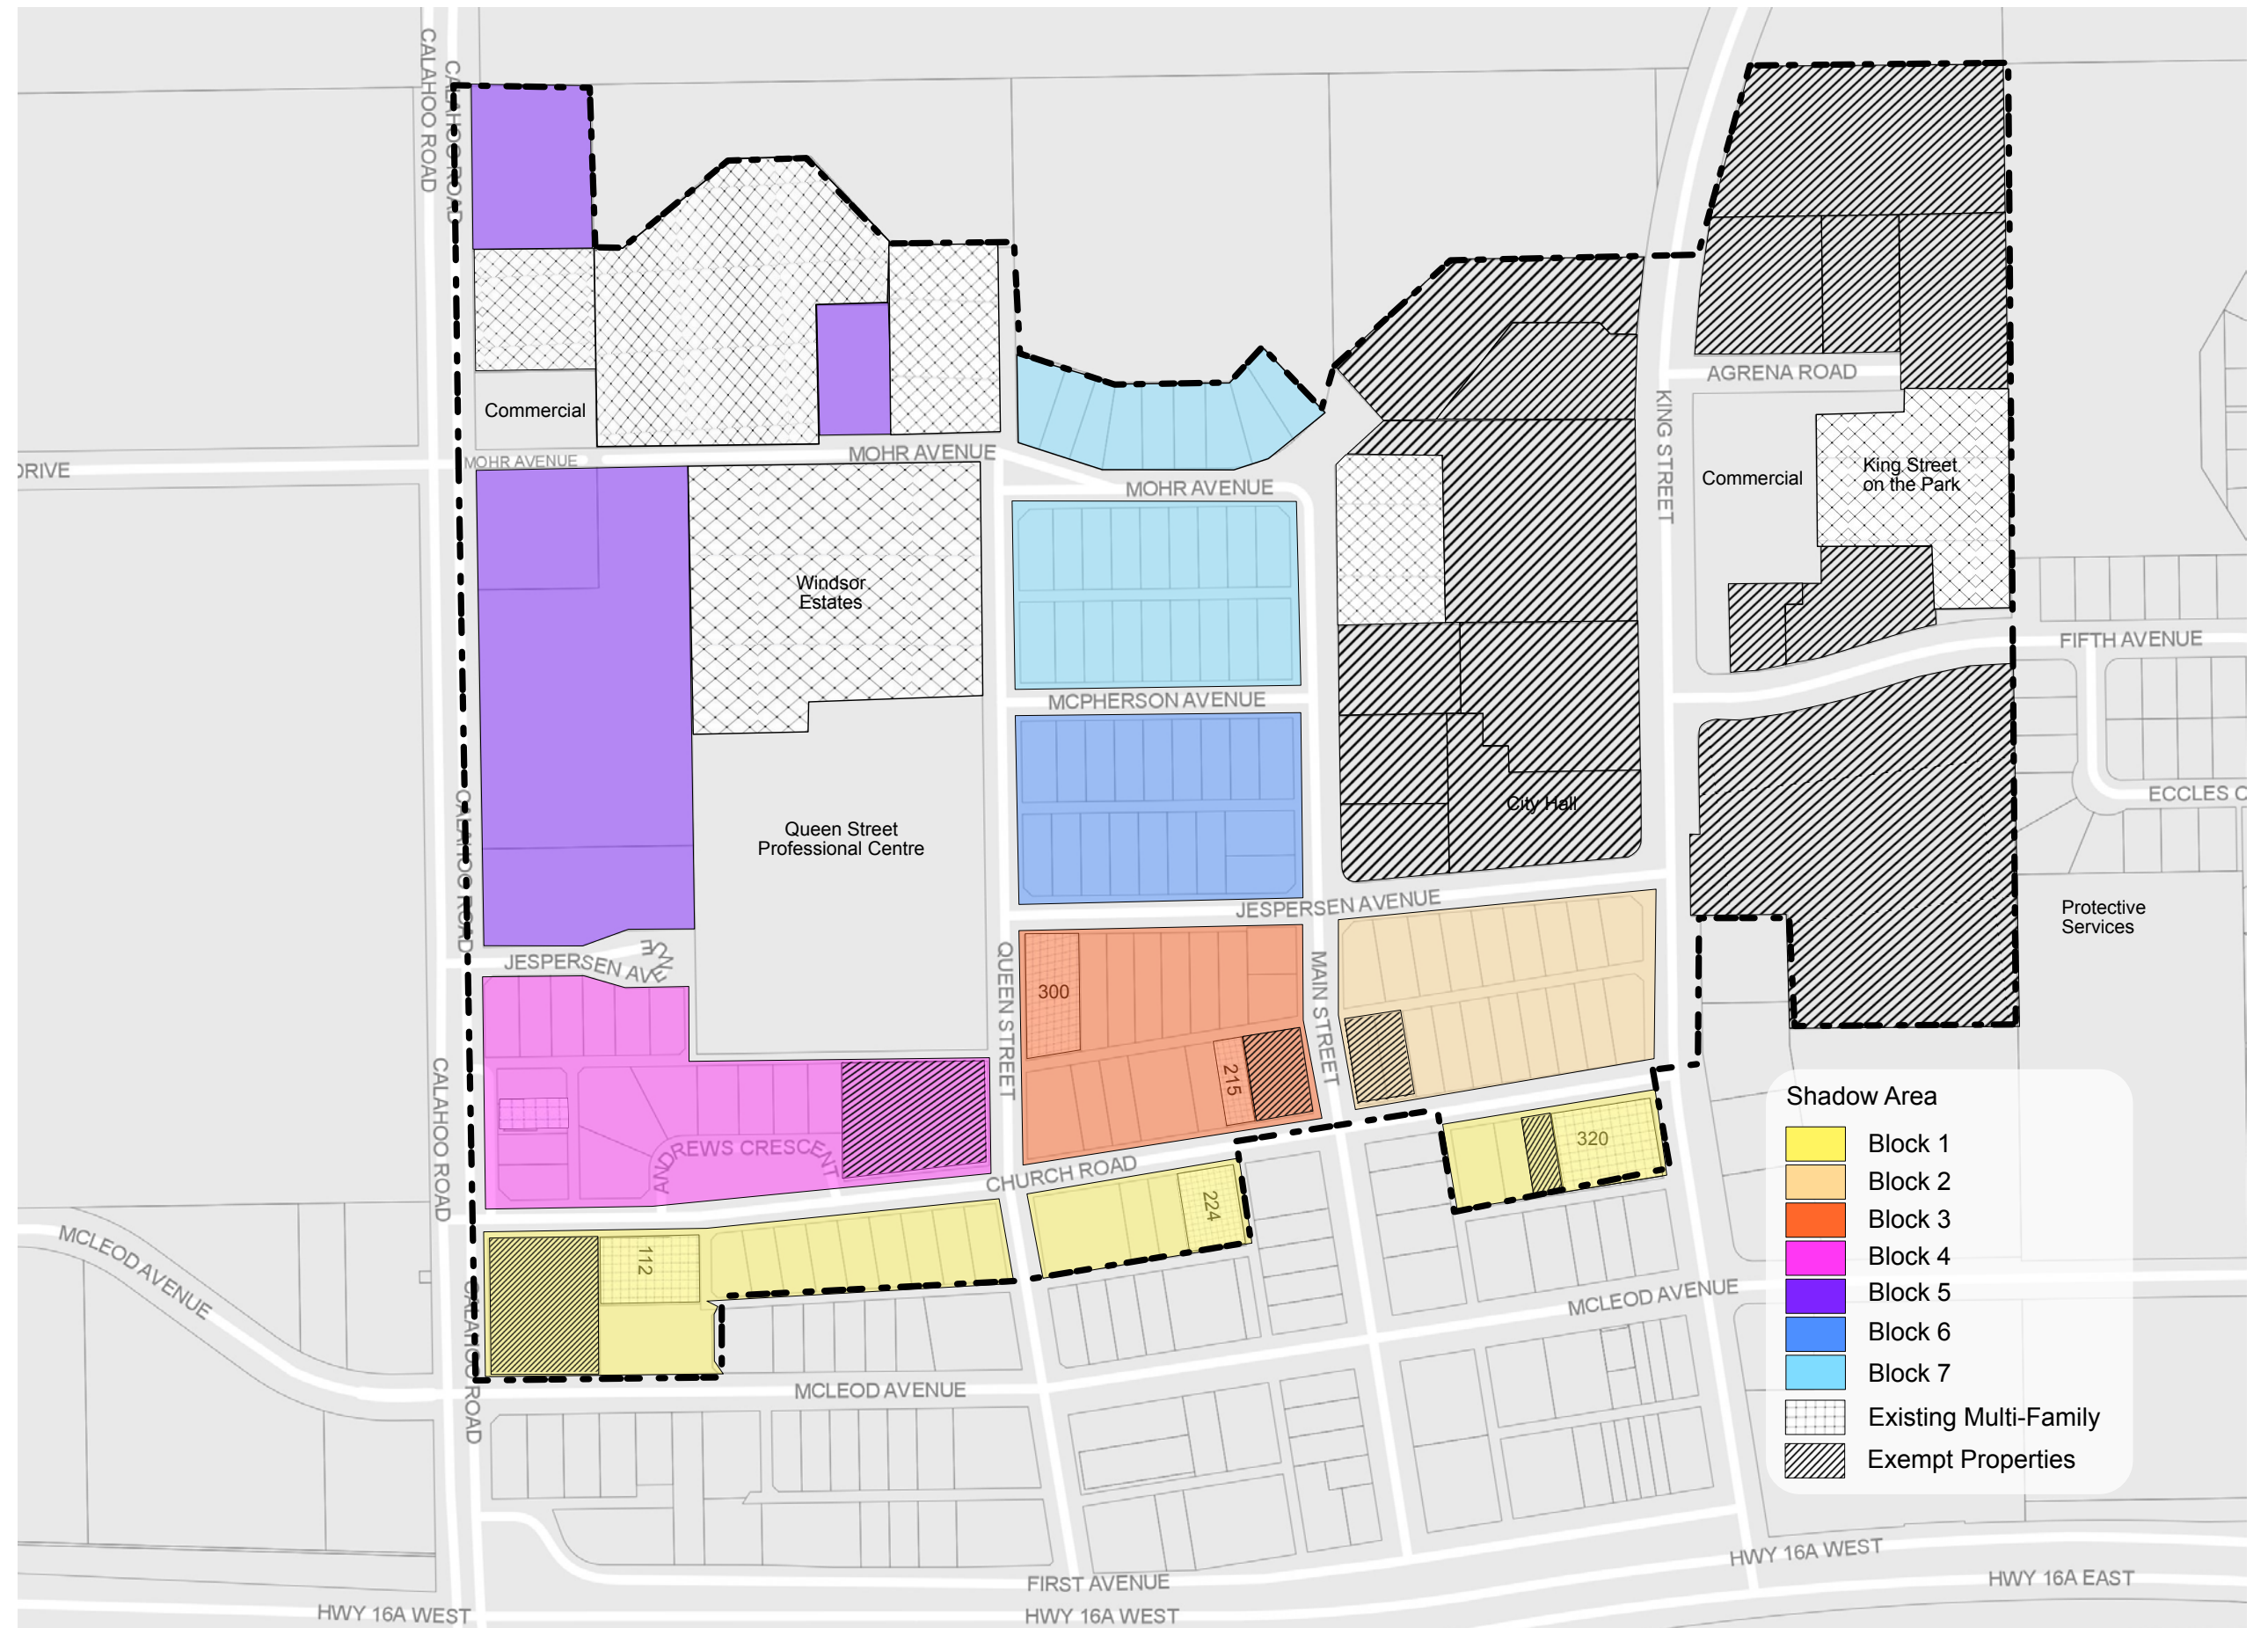 CALAHOO ROAD
CALAHOO ROAD
Commercial
MOHR AVENUE
MOHR AVENUE
MOHR AVENUE
DRIVE
AGRENA ROAD
KING STREET
Commercial
King Street
on the Park
Windsor
Estates
FIFTH AVENUE
MCPHERSON AVENUE
ECCLES C
CALAHOO ROAD
Queen Street
Professional Centre
City Hall
JESPERSEN AVENUE
Protective
Services
JESPERSEN AVE
QUEEN STREET
MAIN STREET
300
215
CALAHOO ROAD
ANDREWS CRESCENT
CHURCH ROAD
320
224
112
MCLEOD AVENUE
CALAHOO ROAD
MCLEOD AVENUE
MCLEOD AVENUE
Shadow Area
Block 1
Block 2
Block 3
Block 4
Block 5
Block 6
Block 7
Existing Multi-Family
Exempt Properties
FIRST AVENUE
HWY 16A WEST
HWY 16A EAST
HWY 16A WEST
HWY 16A WEST